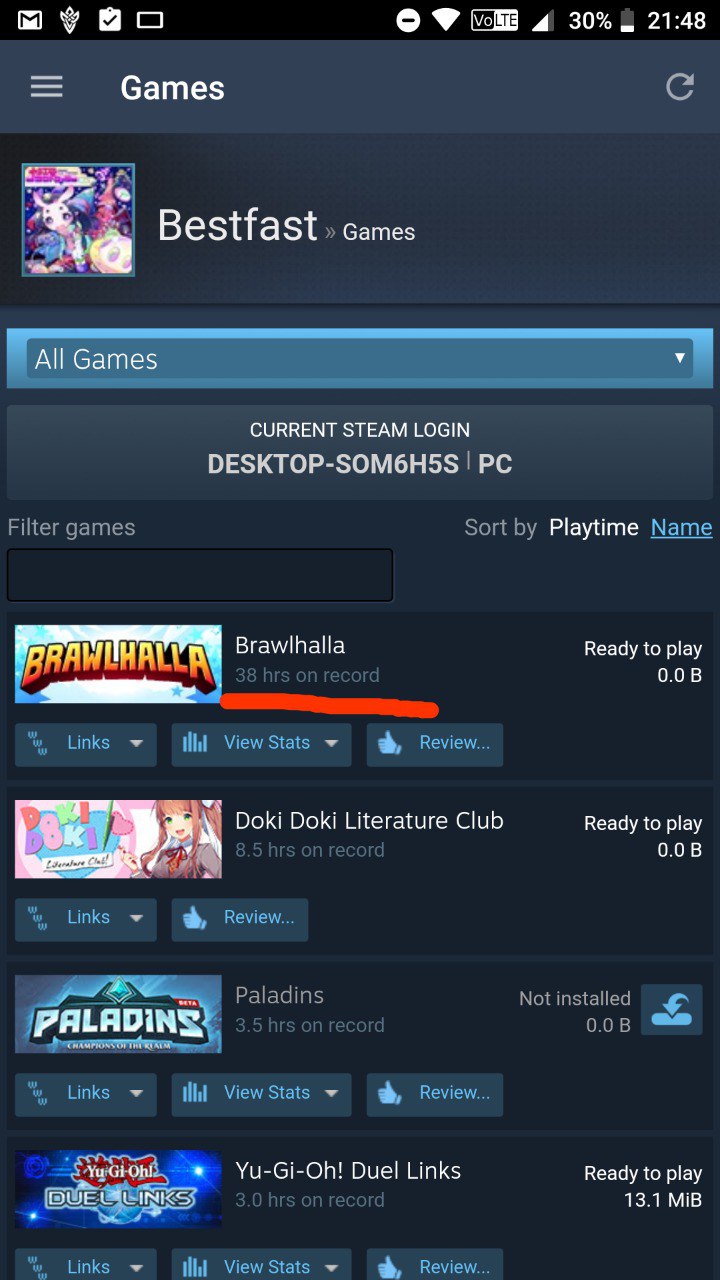 VoLTE 30% 21:48
Games
Bestfast » Games
All Games
CURRENT STEAM LOGIN
DESKTOP-SOM6H5S | PC
Filter games Sort by Playtime Name
BRAWLHALLA Brawlhalla Ready to play
38 hrs on record 0.0 B
Links View Stats Review...
DOKI DOKI! Literature Club! Doki Doki Literature Club Ready to play
8.5 hrs on record 0.0 B
Links Review...
BETA PALADINS CHAMPIONS OF THE REALM Paladins Not installed
3.5 hrs on record 0.0 B
Links View Stats Review...
Yu-Gi-Oh! DUEL LINKS Yu-Gi-Oh! Duel Links Ready to play
3.0 hrs on record 13.1 MiB
Links View Stats Review...